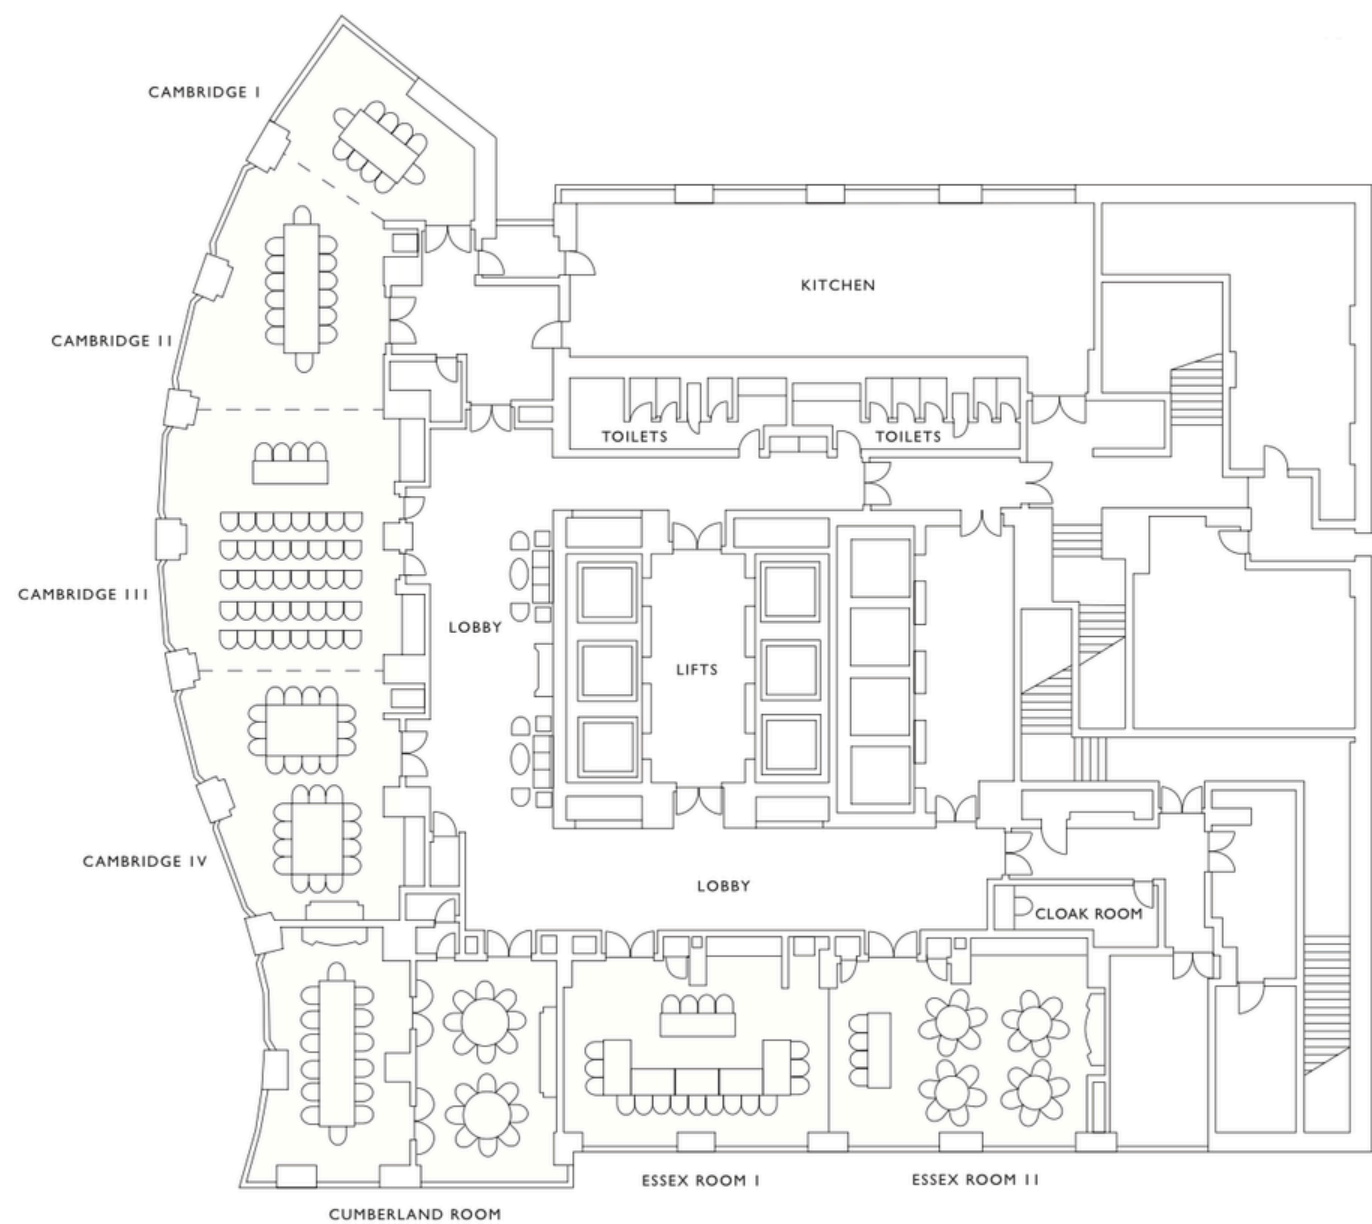 CAMBRIDGE I
CAMBRIDGE II
KITCHEN
TOILETS
TOILETS
CAMBRIDGE III
LOBBY
LIFTS
CAMBRIDGE IV
LOBBY
CLOAK ROOM
ESSEX ROOM I
ESSEX ROOM II
CUMBERLAND ROOM